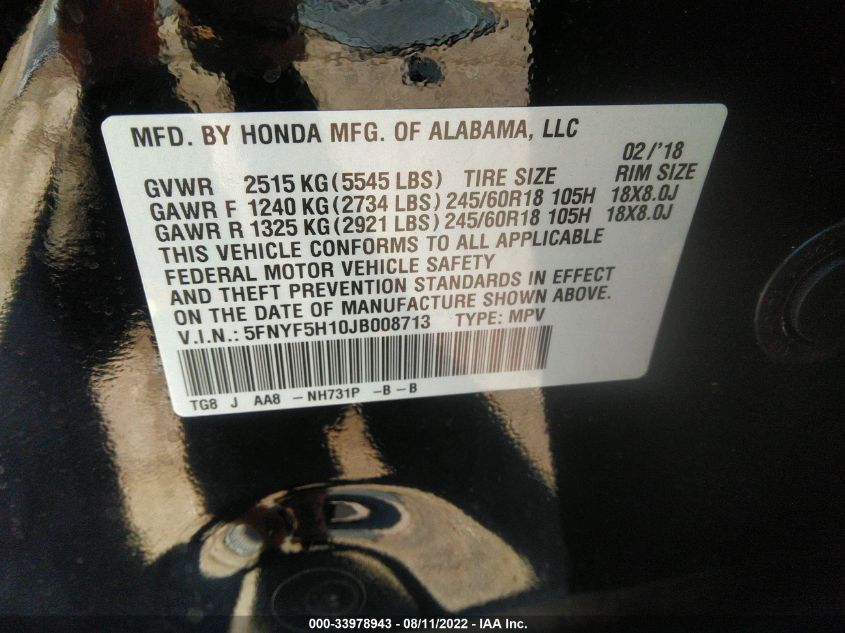 MFD. BY HONDA MFG. OF ALABAMA, LLC
02/'18
GVWR 2515 KG (5545 LBS) TIRE SIZE RIM SIZE
GAWR F 1240 KG (2734 LBS) 245/60R18 105H 18X8.0J
GAWR R 1325 KG (2921 LBS) 245/60R18 105H 18X8.0J
THIS VEHICLE CONFORMS TO ALL APPLICABLE
FEDERAL MOTOR VEHICLE SAFETY
AND THEFT PREVENTION STANDARDS IN EFFECT
ON THE DATE OF MANUFACTURE SHOWN ABOVE.
V.I.N.: 5FNYF5H10JB008713 TYPE: MPV
TG8 J AA8 -NH731P -B-B
000-33978943 - 08/11/2022 - IAA Inc.